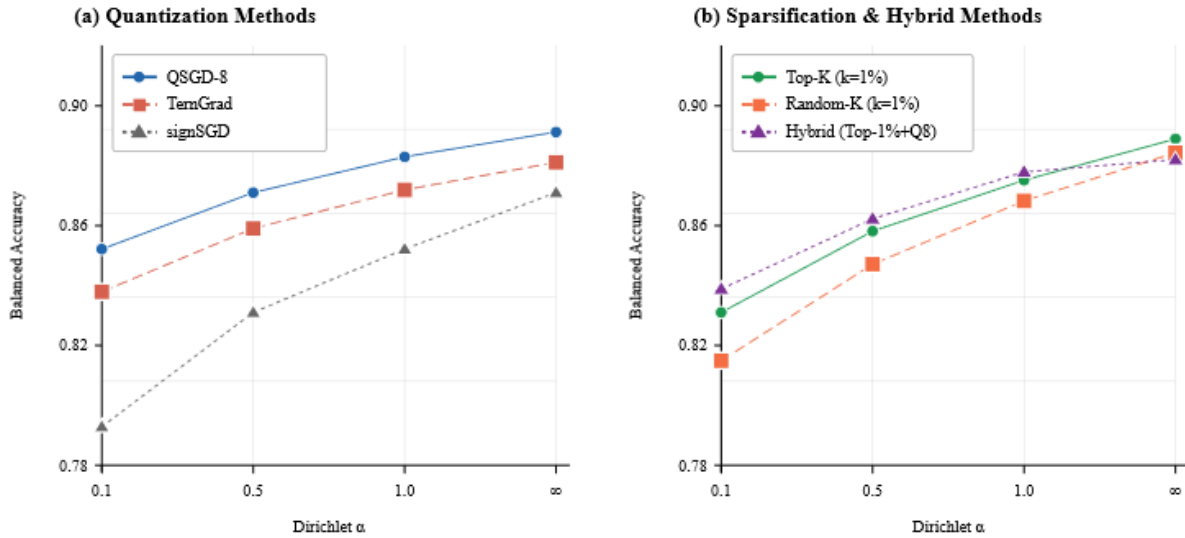 (a) Quantization Methods
QSGD-8
TernGrad
signSGD
Balanced Accuracy
0.90
0.86
0.82
0.78
0.1
0.5
1.0
∞
Dirichlet α
(b) Sparsification & Hybrid Methods
Top-K (k=1%)
Random-K (k=1%)
Hybrid (Top-1%+Q8)
Balanced Accuracy
0.90
0.86
0.82
0.78
0.1
0.5
1.0
∞
Dirichlet α